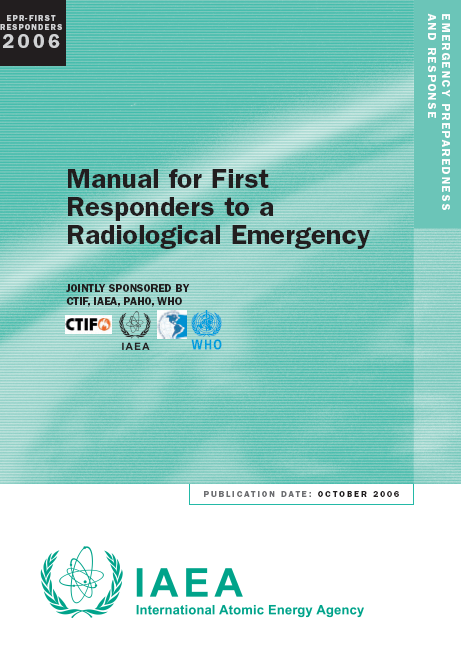 EPR-FIRST
RESPONDERS
2006
EMERGENCY PREPAREDNESS
AND RESPONSE
Manual for First
Responders to a
Radiological Emergency
JOINTLY SPONSORED BY
CTIF, IAEA, PAHO, WHO
CTIF
IAEA
WHO
PUBLICATION DATE: OCTOBER 2006
IAEA
International Atomic Energy Agency